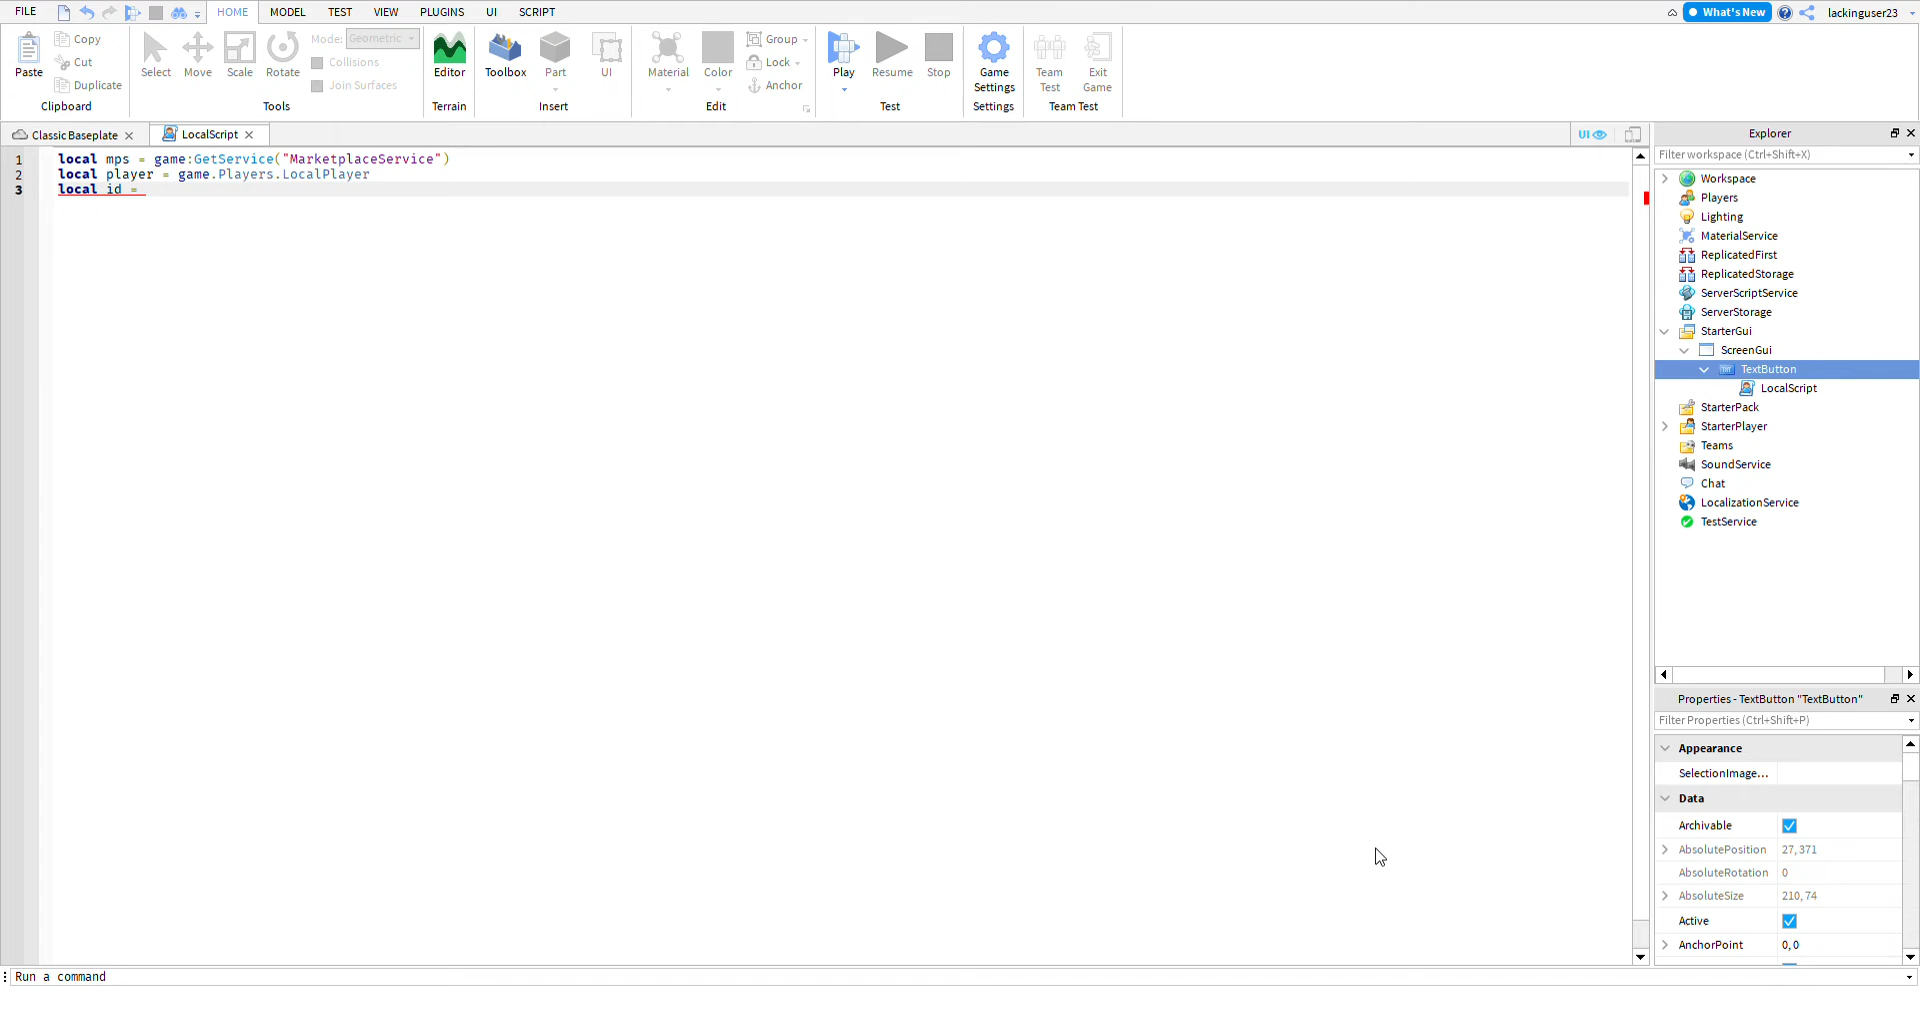 FILE HOME MODEL TEST VIEW PLUGINS UI SCRIPT What's New lackinguser23
Paste Copy Cut Duplicate Clipboard
Select Move Scale Rotate Mode: Geometric Collisions Join Surfaces Tools
Editor Terrain
Toolbox Part UI Insert
Material Color Group Lock Anchor Edit
Play Resume Stop Test
Game Settings Settings
Team Test Exit Game Team Test
Classic Baseplate LocalScript UI
1 local mps = game:GetService("MarketplaceService")
2 local player = game.Players.LocalPlayer
3 local id =
Explorer
Filter workspace (Ctrl+Shift+X)
Workspace
Players
Lighting
MaterialService
ReplicatedFirst
ReplicatedStorage
ServerScriptService
ServerStorage
StarterGui
ScreenGui
TextButton
LocalScript
StarterPack
StarterPlayer
Teams
SoundService
Chat
LocalizationService
TestService
Properties - TextButton "TextButton"
Filter Properties (Ctrl+Shift+P)
Appearance
SelectionImage...
Data
Archivable
AbsolutePosition 27, 371
AbsoluteRotation 0
AbsoluteSize 210, 74
Active
AnchorPoint 0, 0
Run a command